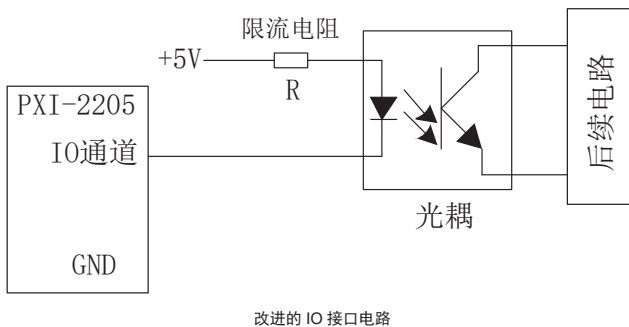 限流电阻
+5V
R
PXI-2205
IO通道
GND
光耦
后续电路
改进的 IO 接口电路